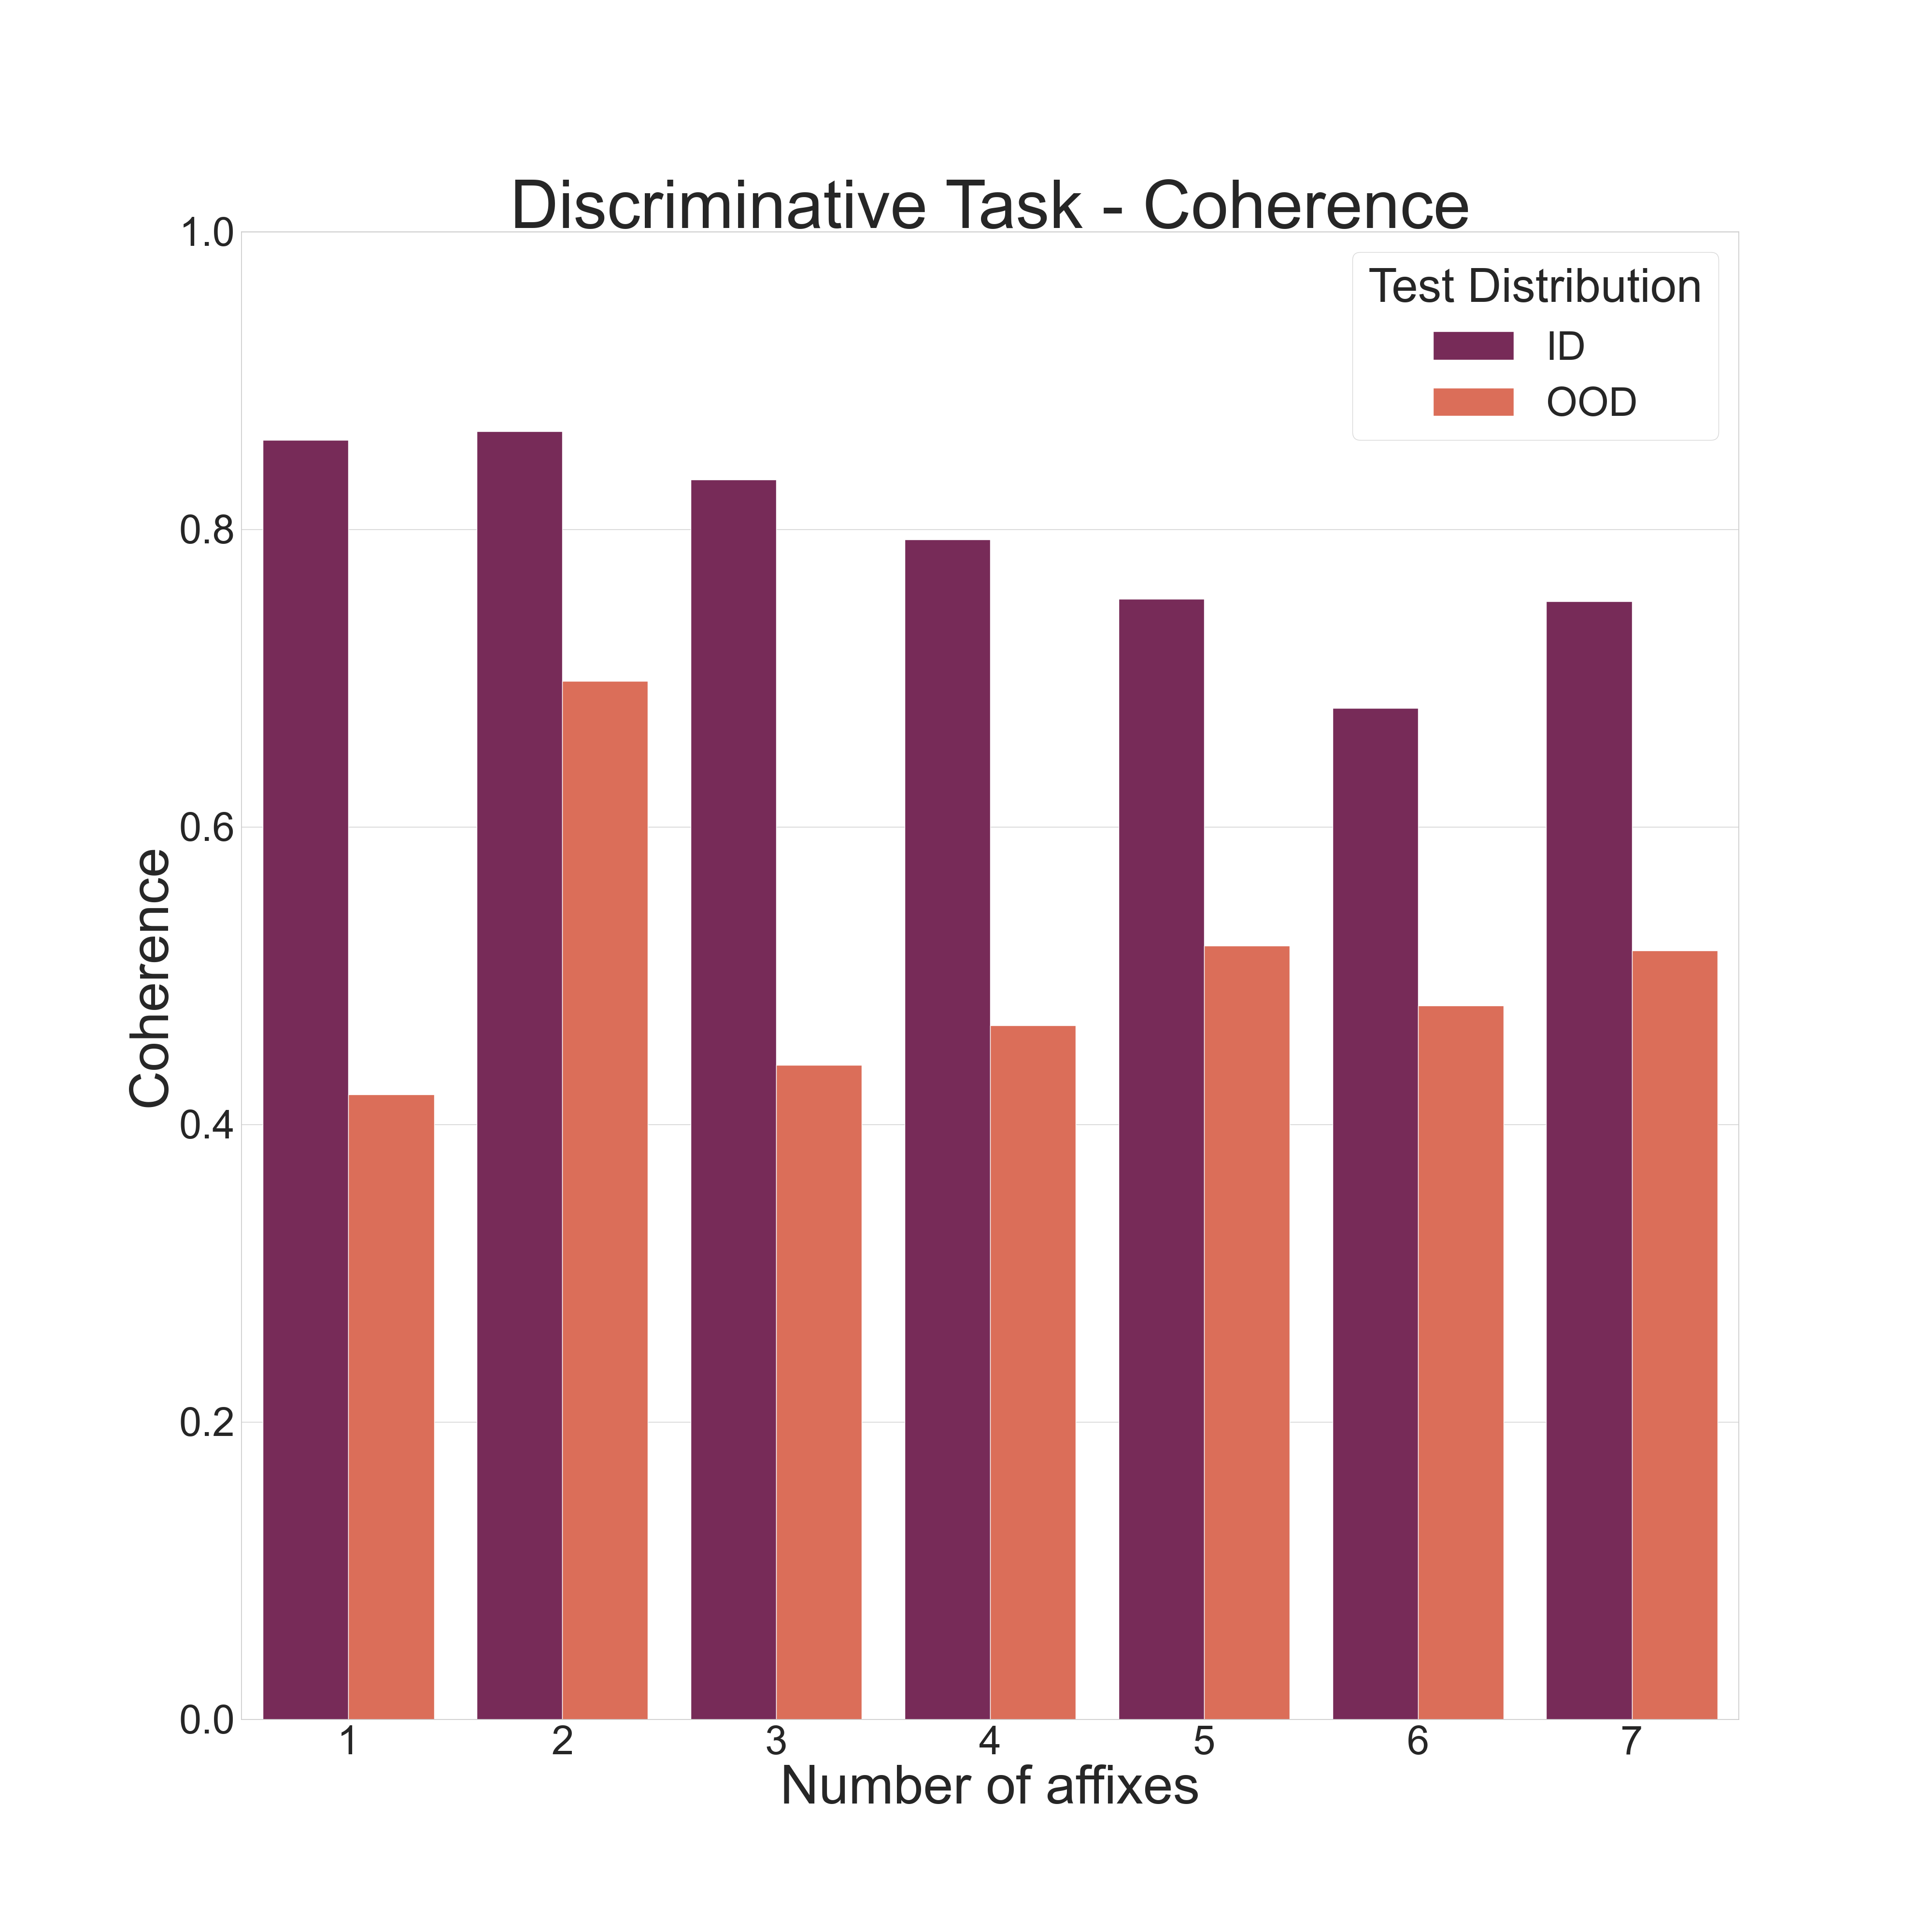 Discriminative Task - Coherence
Test Distribution
ID
OOD
1.0
0.8
0.6
0.4
0.2
0.0
Coherence
1 2 3 4 5 6 7
Number of affixes